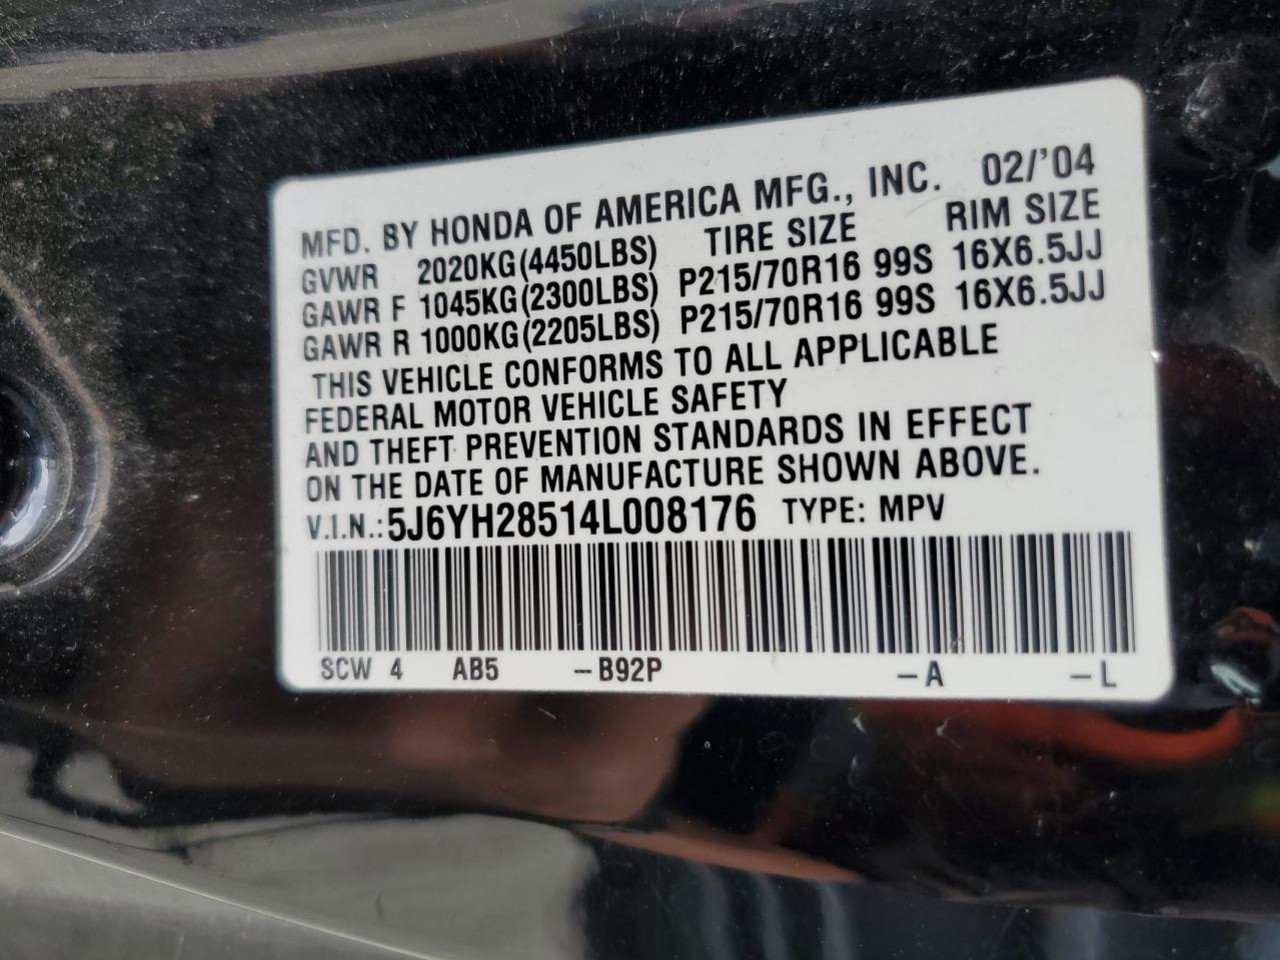 MFD. BY HONDA OF AMERICA MFG., INC. 02/'04
GVWR 2020KG(4450LBS) TIRE SIZE RIM SIZE
GAWR F 1045KG(2300LBS) P215/70R16 99S 16X6.5JJ
GAWR R 1000KG(2205LBS) P215/70R16 99S 16X6.5JJ
THIS VEHICLE CONFORMS TO ALL APPLICABLE
FEDERAL MOTOR VEHICLE SAFETY
AND THEFT PREVENTION STANDARDS IN EFFECT
ON THE DATE OF MANUFACTURE SHOWN ABOVE.
V.I.N.: 5J6YH28514L008176 TYPE: MPV
SCW 4 AB5 -B92P -A -L